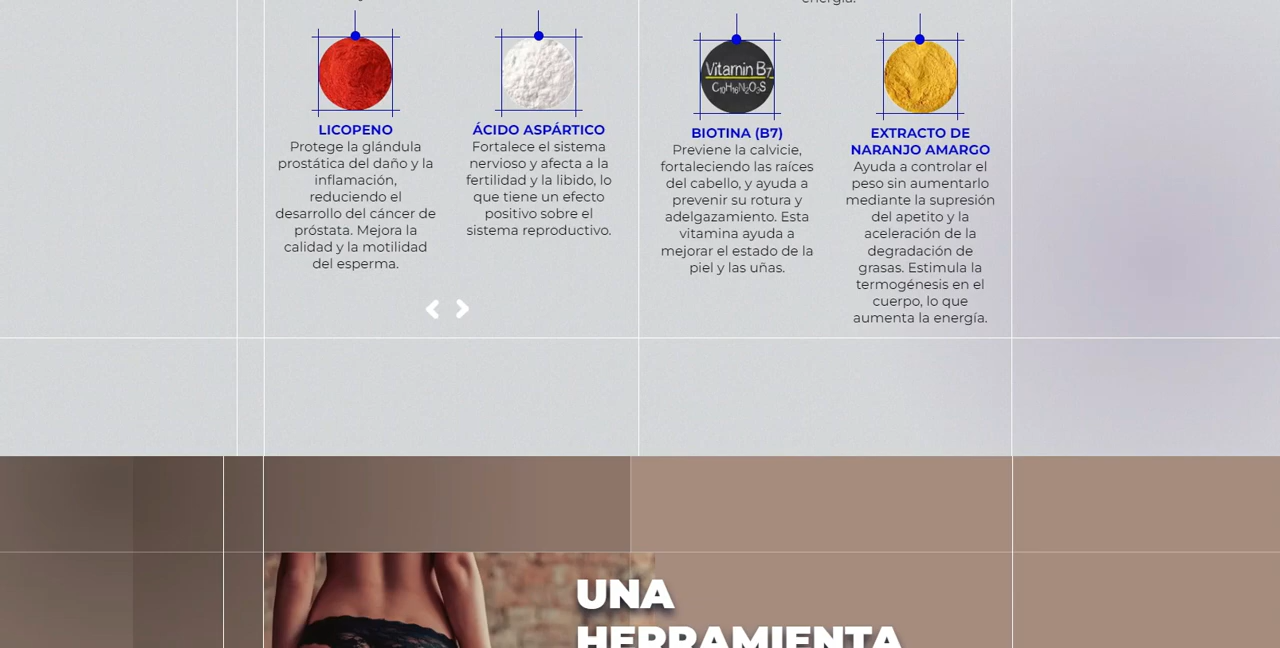 energía.
Vitamin B7
C10H16N2O3S
LICOPENO
Protege la glándula
prostática del daño y la
inflamación,
reduciendo el
desarrollo del cáncer de
próstata. Mejora la
calidad y la motilidad
del esperma.
ÁCIDO ASPÁRTICO
Fortalece el sistema
nervioso y afecta a la
fertilidad y la libido, lo
que tiene un efecto
positivo sobre el
sistema reproductivo.
BIOTINA (B7)
Previene la calvicie,
fortaleciendo las raíces
del cabello, y ayuda a
prevenir su rotura y
adelgazamiento. Esta
vitamina ayuda a
mejorar el estado de la
piel y las uñas.
EXTRACTO DE
NARANJO AMARGO
Ayuda a controlar el
peso sin aumentarlo
mediante la supresión
del apetito y la
aceleración de la
degradación de
grasas. Estimula la
termogénesis en el
cuerpo, lo que
aumenta la energía.
UNA
HERRAMIENTA